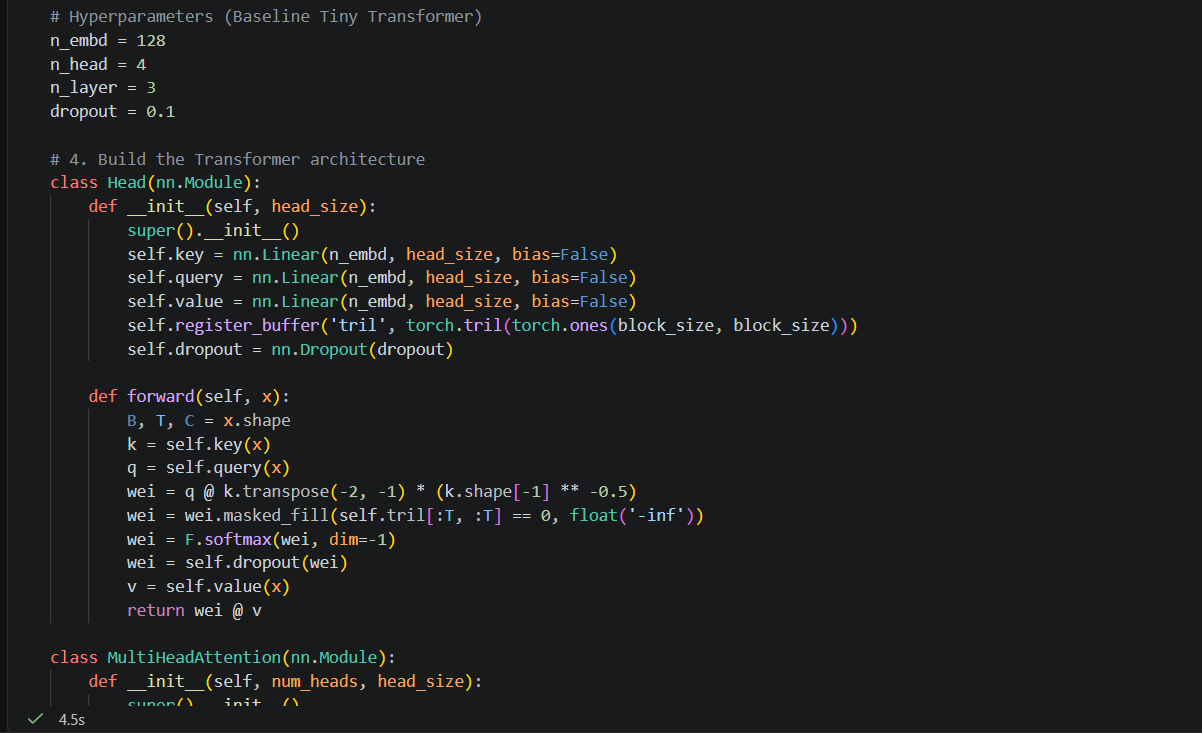 # Hyperparameters (Baseline Tiny Transformer)
n_embd = 128
n_head = 4
n_layer = 3
dropout = 0.1

# 4. Build the Transformer architecture
class Head(nn.Module):
    def __init__(self, head_size):
        super().__init__()
        self.key = nn.Linear(n_embd, head_size, bias=False)
        self.query = nn.Linear(n_embd, head_size, bias=False)
        self.value = nn.Linear(n_embd, head_size, bias=False)
        self.register_buffer('tril', torch.tril(torch.ones(block_size, block_size)))
        self.dropout = nn.Dropout(dropout)

    def forward(self, x):
        B, T, C = x.shape
        k = self.key(x)
        q = self.query(x)
        wei = q @ k.transpose(-2, -1) * (k.shape[-1] ** -0.5)
        wei = wei.masked_fill(self.tril[:T, :T] == 0, float('-inf'))
        wei = F.softmax(wei, dim=-1)
        wei = self.dropout(wei)
        v = self.value(x)
        return wei @ v

class MultiHeadAttention(nn.Module):
    def __init__(self, num_heads, head_size):
        super().__init__()
4.5s